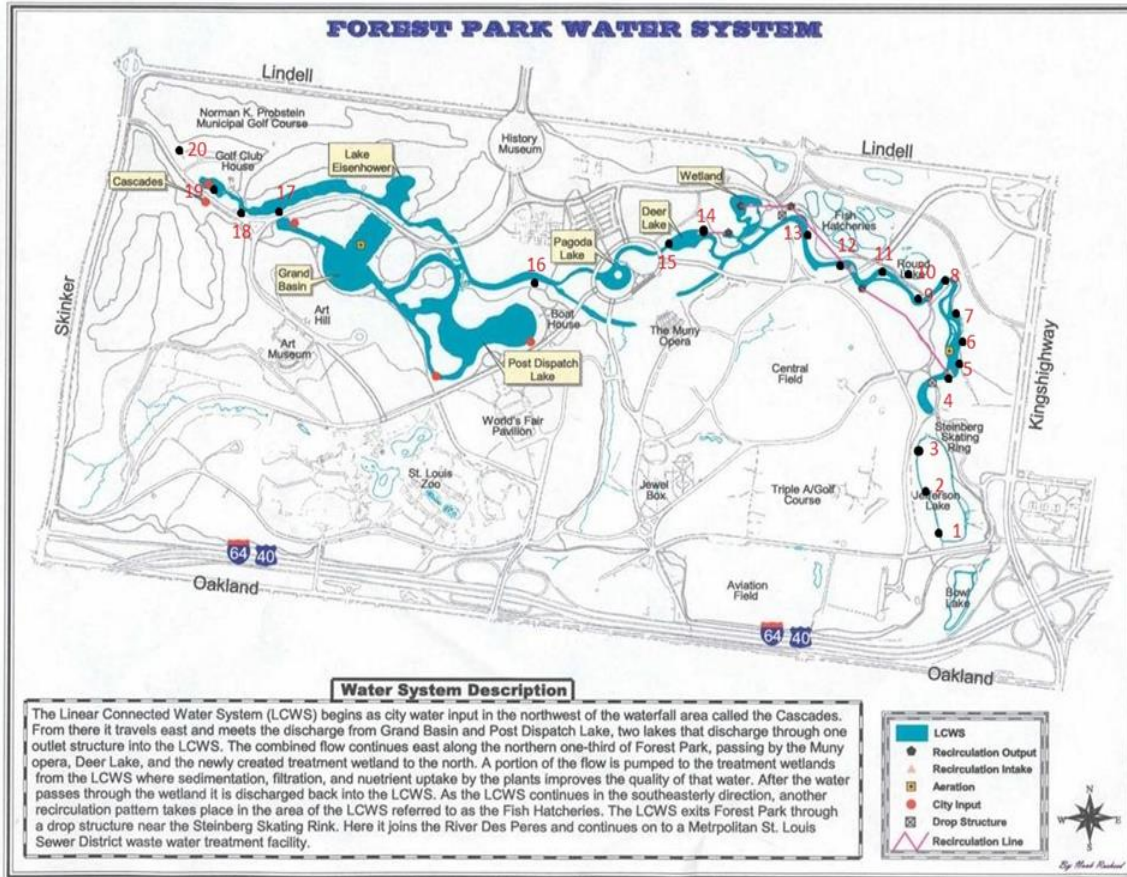 FOREST PARK WATER SYSTEM
Lindell
Norman K. Probstein
Municipal Golf Course
20
Golf Club
House
Cascades
19
18
17
Lake
Eisenhower
History
Museum
Lindell
Wetland
Deer
Lake
14
Fish
Hatcheries
Pagoda
Lake
15
13
12
11
Round
Lake
10
9
8
7
6
5
4
16
Grand
Basin
Boat
House
The Muny
Opera
Art
Hill
Art
Museum
Post Dispatch
Lake
Central
Field
Skinker
Kingshighway
World's Fair
Pavilion
Steinberg
Skating
Ring
3
St. Louis
Zoo
Jewel
Box
Triple A/Golf
Course
2
Jefferson
Lake
1
64 40
Oakland
Aviation
Field
Bowl
Lake
64 40
Oakland
Water System Description
The Linear Connected Water System (LCWS) begins as city water input in the northwest of the waterfall area called the Cascades.
From there it travels east and meets the discharge from Grand Basin and Post Dispatch Lake, two lakes that discharge through one
outlet structure into the LCWS. The combined flow continues east along the northern one-third of Forest Park, passing by the Muny
opera, Deer Lake, and the newly created treatment wetland to the north. A portion of the flow is pumped to the treatment wetlands
from the LCWS where sedimentation, filtration, and nuetrient uptake by the plants improves the quality of that water. After the water
passes through the wetland it is discharged back into the LCWS. As the LCWS continues in the southeasterly direction, another
recirculation pattern takes place in the area of the LCWS referred to as the Fish Hatcheries. The LCWS exits Forest Park through
a drop structure near the Steinberg Skating Rink. Here it joins the River Des Peres and continues on to a Metrpolitan St. Louis
Sewer District waste water treatment facility.
LCWS
Recirculation Output
Recirculation Intake
Aeration
City Input
Drop Structure
Recirculation Line
N
W E
S